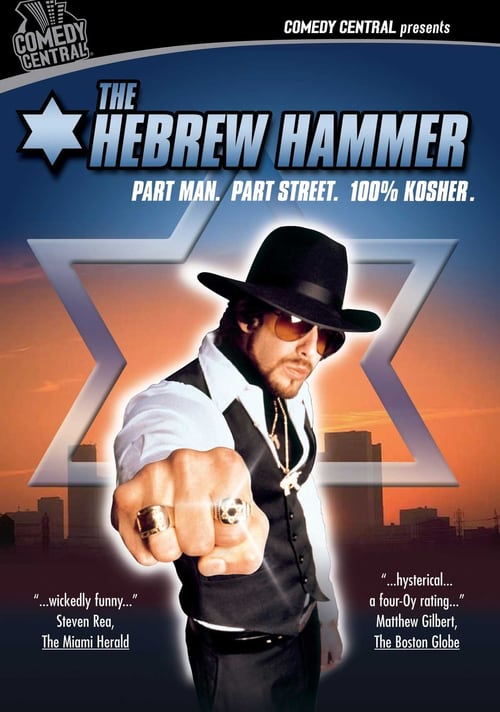 COMEDY
CENTRAL
COMEDY CENTRAL presents
THE
HEBREW HAMMER
PART MAN. PART STREET. 100% KOSHER.
"...wickedly funny..."
Steven Rea,
The Miami Herald
"...hysterical...
a four-Oy rating..."
Matthew Gilbert,
The Boston Globe